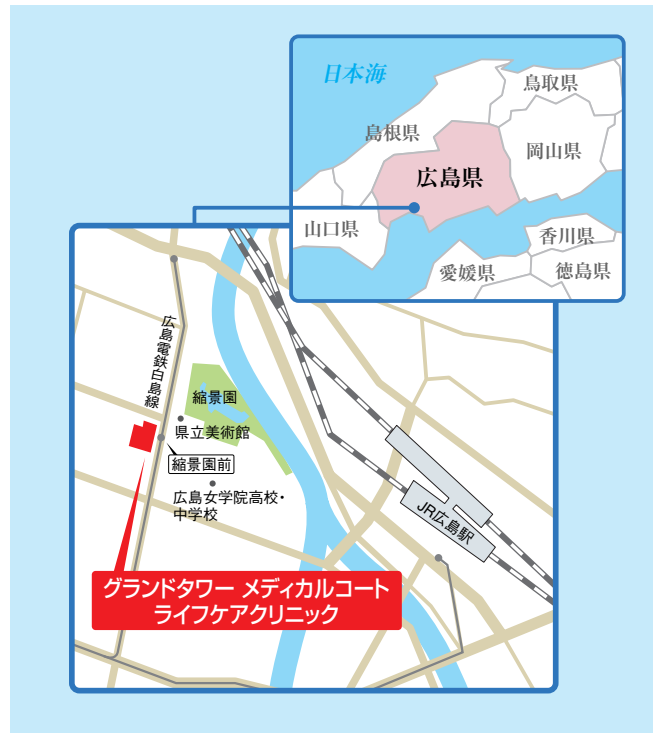 日本海
鳥取県
島根県
岡山県
広島県
山口県
香川県
愛媛県
徳島県
広島電鉄白島線
縮景園
県立美術館
縮景園前
広島女学院高校・
中学校
JR広島駅
グランドタワー メディカルコート
ライフケアクリニック